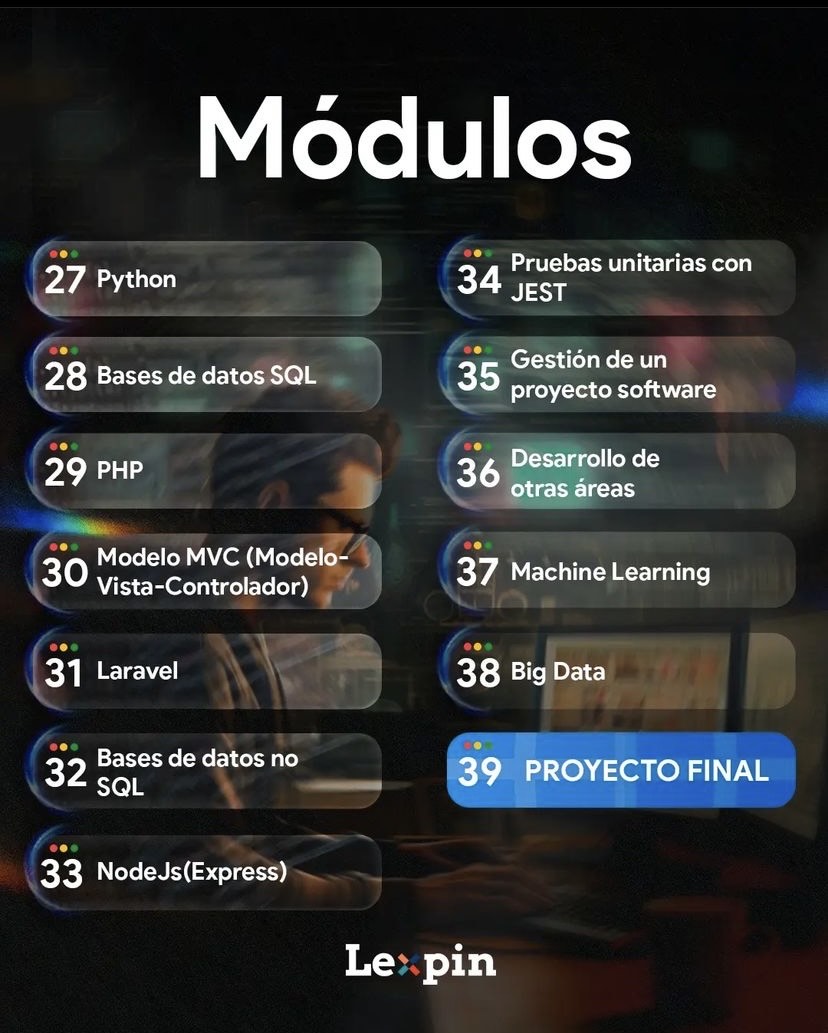 Módulos
27 Python
28 Bases de datos SQL
29 PHP
30 Modelo MVC (Modelo-
Vista-Controlador)
31 Laravel
32 Bases de datos no
SQL
33 NodeJs(Express)
34 Pruebas unitarias con
JEST
35 Gestión de un
proyecto software
36 Desarrollo de
otras áreas
37 Machine Learning
38 Big Data
39 PROYECTO FINAL
Lexpin